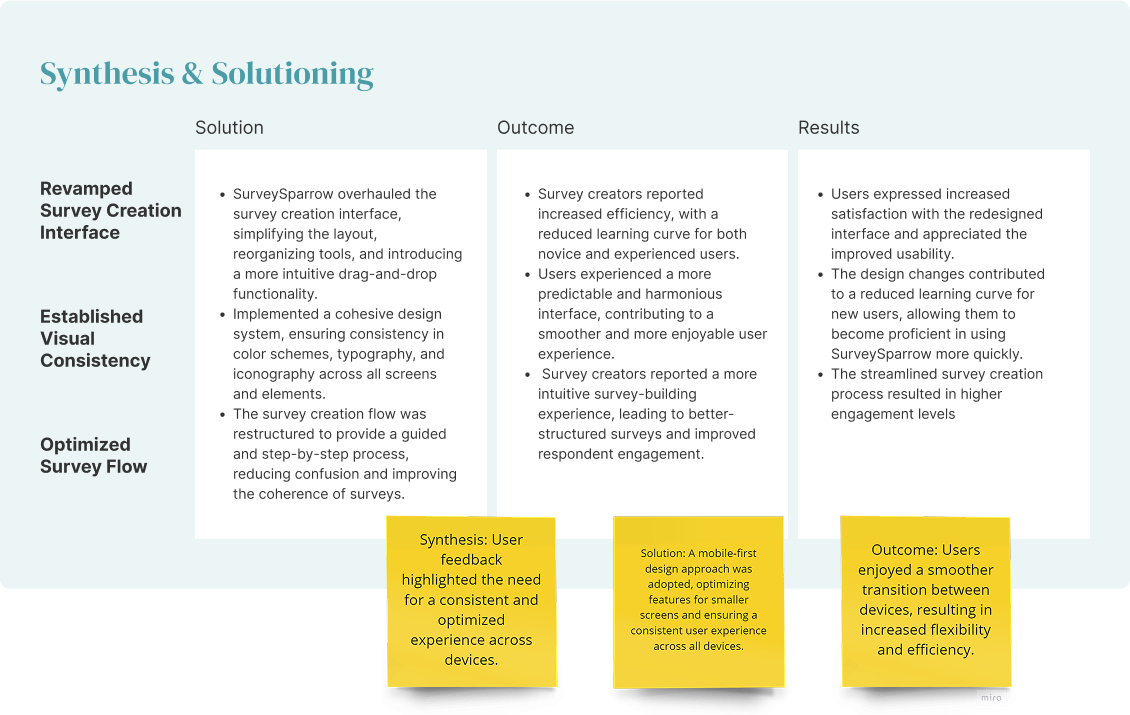 Synthesis & Solutioning
Solution
Outcome
Results
Revamped
Survey Creation
Interface
Established
Visual
Consistency
Optimized
Survey Flow
• SurveySparrow overhauled the
survey creation interface,
simplifying the layout,
reorganizing tools, and introducing
a more intuitive drag-and-drop
functionality.
• Implemented a cohesive design
system, ensuring consistency in
color schemes, typography, and
iconography across all screens
and elements.
• The survey creation flow was
restructured to provide a guided
and step-by-step process,
reducing confusion and improving
the coherence of surveys.
• Survey creators reported
increased efficiency, with a
reduced learning curve for both
novice and experienced users.
• Users experienced a more
predictable and harmonious
interface, contributing to a
smoother and more enjoyable user
experience.
• Survey creators reported a more
intuitive survey-building
experience, leading to better-
structured surveys and improved
respondent engagement.
• Users expressed increased
satisfaction with the redesigned
interface and appreciated the
improved usability.
• The design changes contributed
to a reduced learning curve for
new users, allowing them to
become proficient in using
SurveySparrow more quickly.
• The streamlined survey creation
process resulted in higher
engagement levels
Synthesis: User
feedback
highlighted the need
for a consistent and
optimized
experience across
devices.
Solution: A mobile-first
design approach was
adopted, optimizing
features for smaller
screens and ensuring a
consistent user experience
across all devices.
Outcome: Users
enjoyed a smoother
transition between
devices, resulting in
increased flexibility
and efficiency.
miro